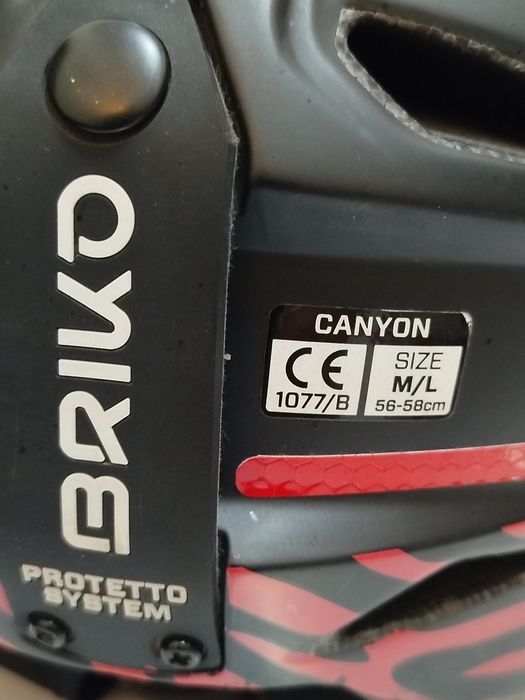 BRIKO
PROTETTO
SYSTEM
CANYON
CE
1077/B
SIZE
M/L
56-58cm